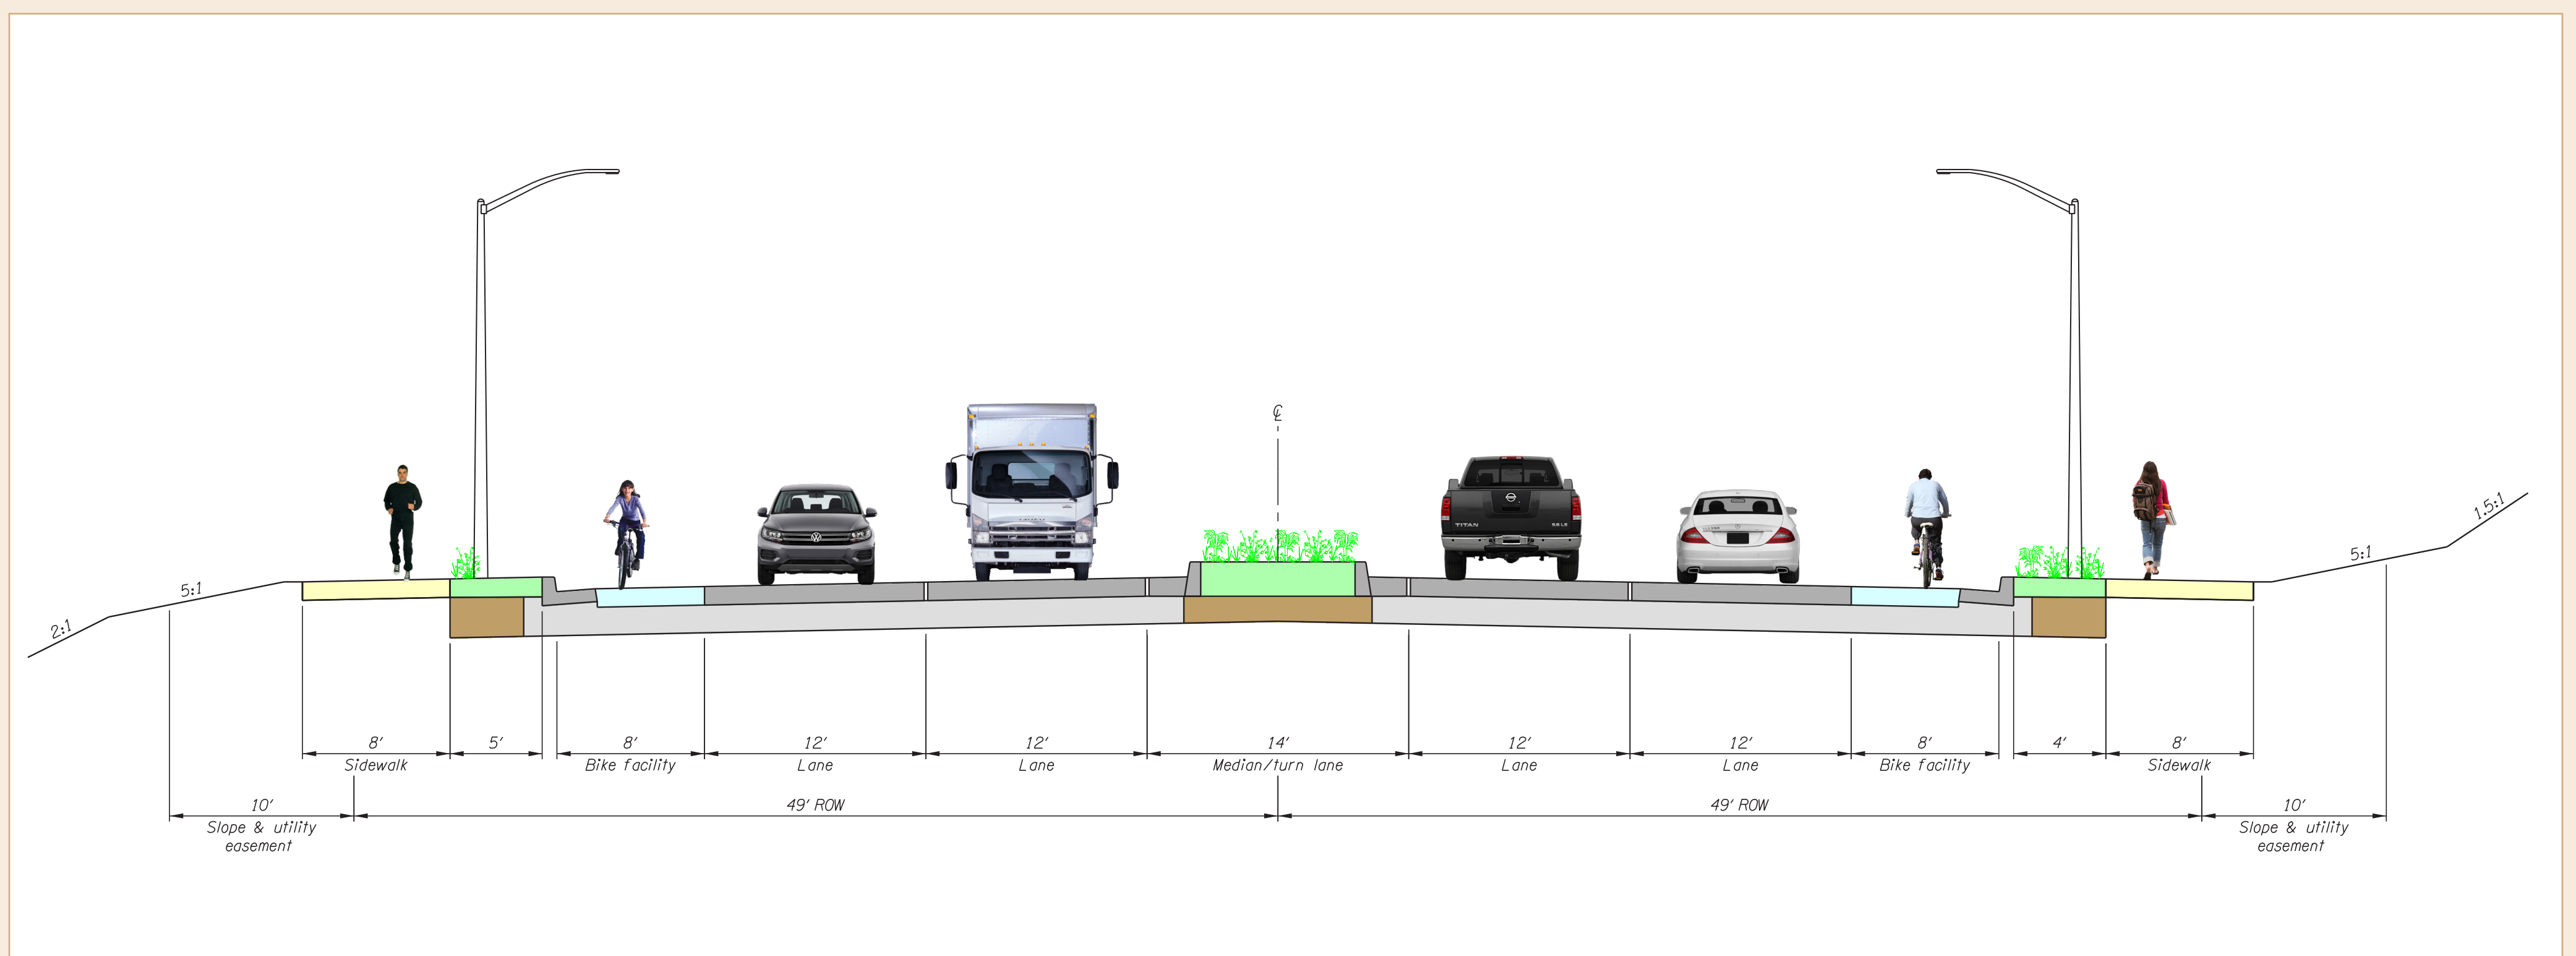 ℄
1.5:1
5:1
5:1
2:1
TITAN
8' 5' 8' 12' 12' 14' 12' 12' 8' 4' 8'
Sidewalk Bike facility Lane Lane Median/turn lane Lane Lane Bike facility Sidewalk
10' 49' ROW 49' ROW 10'
Slope & utility Slope & utility
easement easement